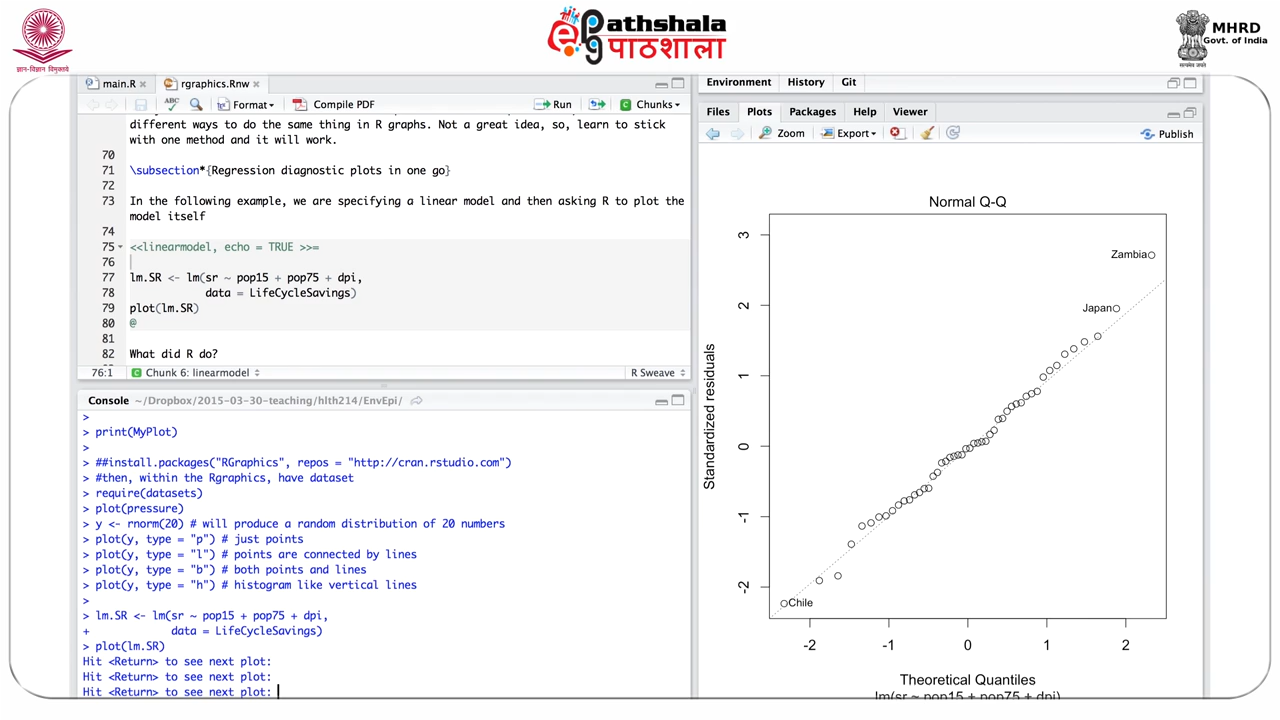 ज्ञान-विज्ञान विमुक्तये
ePathshala
पाठशाला
सत्यमेव जयते
MHRD
Govt. of India
main.R
rgraphics.Rnw
ABC
Format
Compile PDF
Run
Chunks
different ways to do the same thing in R graphs. Not a great idea, so, learn to stick
with one method and it will work.
70
71 \subsection*{Regression diagnostic plots in one go}
72
73 In the following example, we are specifying a linear model and then asking R to plot the
model itself
74
75 <<linearmodel, echo = TRUE >>=
76
77 lm.SR <- lm(sr ~ pop15 + pop75 + dpi,
78 data = LifeCycleSavings)
79 plot(lm.SR)
80 @
81
82 What did R do?
76:1 Chunk 6: linearmodel R Sweave
Console ~/Dropbox/2015-03-30-teaching/hlth214/EnvEpi/
>
> print(MyPlot)
>
> ##install.packages("RGraphics", repos = "http://cran.rstudio.com")
> #then, within the Rgraphics, have dataset
> require(datasets)
> plot(pressure)
> y <- rnorm(20) # will produce a random distribution of 20 numbers
> plot(y, type = "p") # just points
> plot(y, type = "l") # points are connected by lines
> plot(y, type = "b") # both points and lines
> plot(y, type = "h") # histogram like vertical lines
>
> lm.SR <- lm(sr ~ pop15 + pop75 + dpi,
+ data = LifeCycleSavings)
> plot(lm.SR)
Hit <Return> to see next plot:
Hit <Return> to see next plot:
Hit <Return> to see next plot:
Environment History Git
Files Plots Packages Help Viewer
Zoom Export Publish
Normal Q-Q
Standardized residuals
3
2
1
0
-1
-2
Zambia
Japan
Chile
-2 -1 0 1 2
Theoretical Quantiles
lm(sr ~ pop15 + pop75 + dpi)